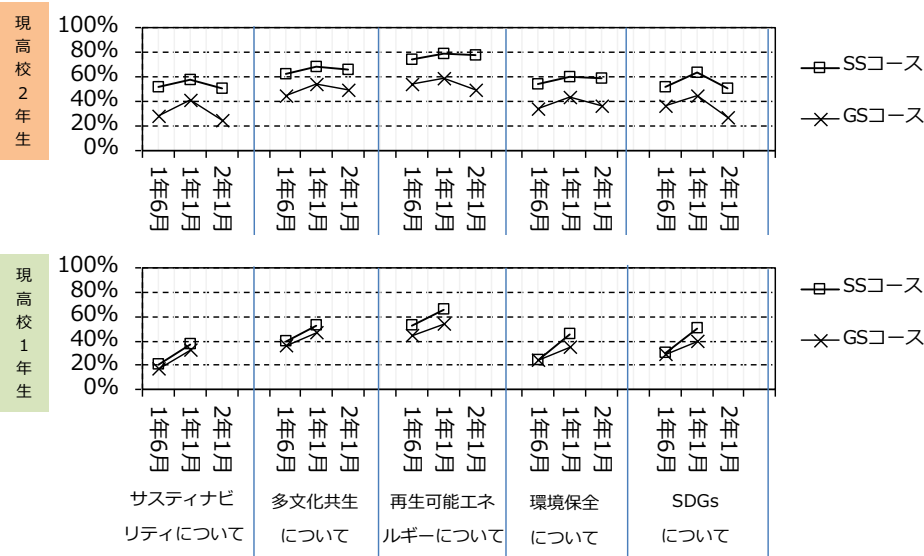 現高校2年生
100%
80%
60%
40%
20%
0%
SSコース
GSコース
1年6月
1年1月
2年1月
1年6月
1年1月
2年1月
1年6月
1年1月
2年1月
1年6月
1年1月
2年1月
1年6月
1年1月
2年1月
現高校1年生
100%
80%
60%
40%
20%
0%
SSコース
GSコース
1年6月
1年1月
2年1月
1年6月
1年1月
2年1月
1年6月
1年1月
2年1月
1年6月
1年1月
2年1月
1年6月
1年1月
2年1月
サスティナビ
リティについて
多文化共生
について
再生可能エネ
ルギーについて
環境保全
について
SDGs
について